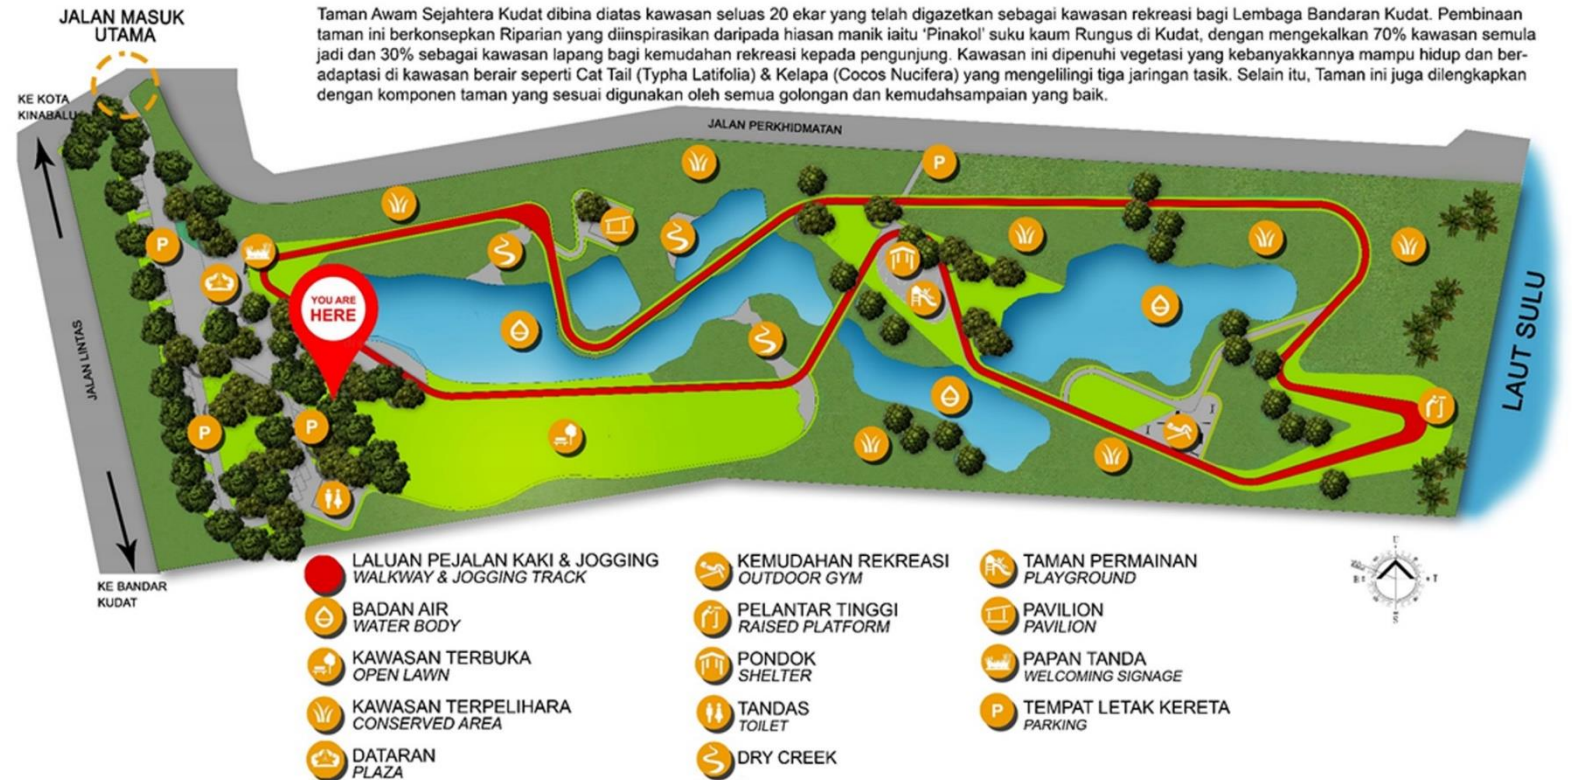 JALAN MASUK
UTAMA
Taman Awam Sejahtera Kudat dibina diatas kawasan seluas 20 ekar yang telah digazetkan sebagai kawasan rekreasi bagi Lembaga Bandaran Kudat. Pembinaan
taman ini berkonsepkan Riparian yang diinspirasikan daripada hiasan manik iaitu ‘Pinakol’ suku kaum Rungus di Kudat, dengan mengekalkan 70% kawasan semula
jadi dan 30% sebagai kawasan lapang bagi kemudahan rekreasi kepada pengunjung. Kawasan ini dipenuhi vegetasi yang kebanyakkannya mampu hidup dan ber-
adaptasi di kawasan berair seperti Cat Tail (Typha Latifolia) & Kelapa (Cocos Nucifera) yang mengelilingi tiga jaringan tasik. Selain itu, Taman ini juga dilengkapkan
dengan komponen taman yang sesuai digunakan oleh semua golongan dan kemudahsampaian yang baik.
KE KOTA
KINABALU
JALAN PERKHIDMATAN
P
P
YOU ARE
HERE
JALAN LINTAS
LAUT SULU
P
P
KE BANDAR
KUDAT
LALUAN PEJALAN KAKI & JOGGING
WALKWAY & JOGGING TRACK
BADAN AIR
WATER BODY
KAWASAN TERBUKA
OPEN LAWN
KAWASAN TERPELIHARA
CONSERVED AREA
DATARAN
PLAZA
KEMUDAHAN REKREASI
OUTDOOR GYM
PELANTAR TINGGI
RAISED PLATFORM
PONDOK
SHELTER
TANDAS
TOILET
DRY CREEK
TAMAN PERMAINAN
PLAYGROUND
PAVILION
PAVILION
PAPAN TANDA
WELCOMING SIGNAGE
P
TEMPAT LETAK KERETA
PARKING